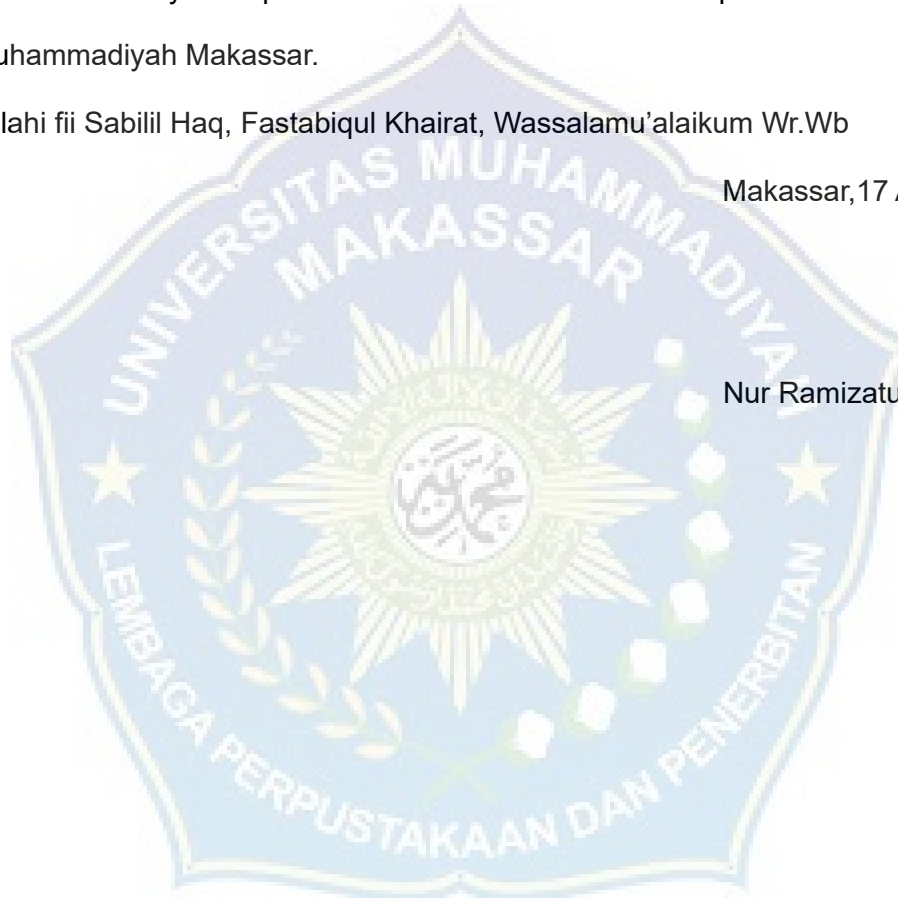 uhammadiyah Makassar.
lahi fii Sabilil Haq, Fastabiqul Khairat, Wassalamu’alaikum Wr.Wb
Makassar,17
Nur Ramizatu
UNIVERSITAS MUHAMMADIYAH
MAKASSAR
محمد
LEMBAGA PERPUSTAKAAN DAN PENERBITAN